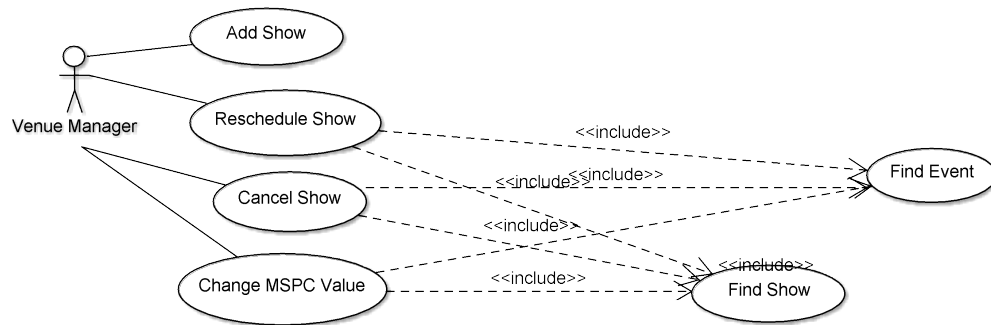 Add Show
Venue Manager
Reschedule Show
<<include>>
<<include>>
<<include>>
Find Event
Cancel Show
<<include>>
<<include>>
<<include>>
Change MSPC Value
Find Show